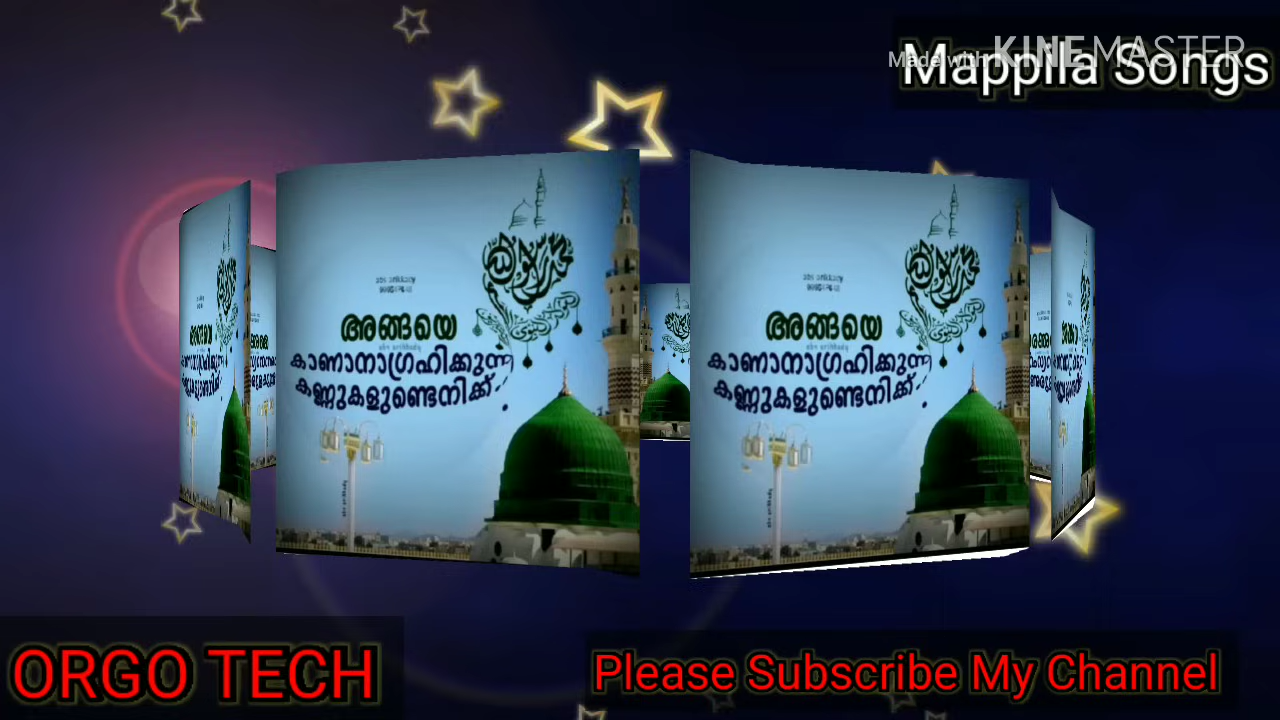 Mappila Songs
Made with KINEMASTER
അങ്ങയെ
കാണാനാഗ്രഹിക്കുന്ന
കണ്ണുകളുണ്ടെനിക്ക്...
അങ്ങയെ
കാണാനാഗ്രഹിക്കുന്ന
കണ്ണുകളുണ്ടെനിക്ക്...
ORGO TECH
Please Subscribe My Channel